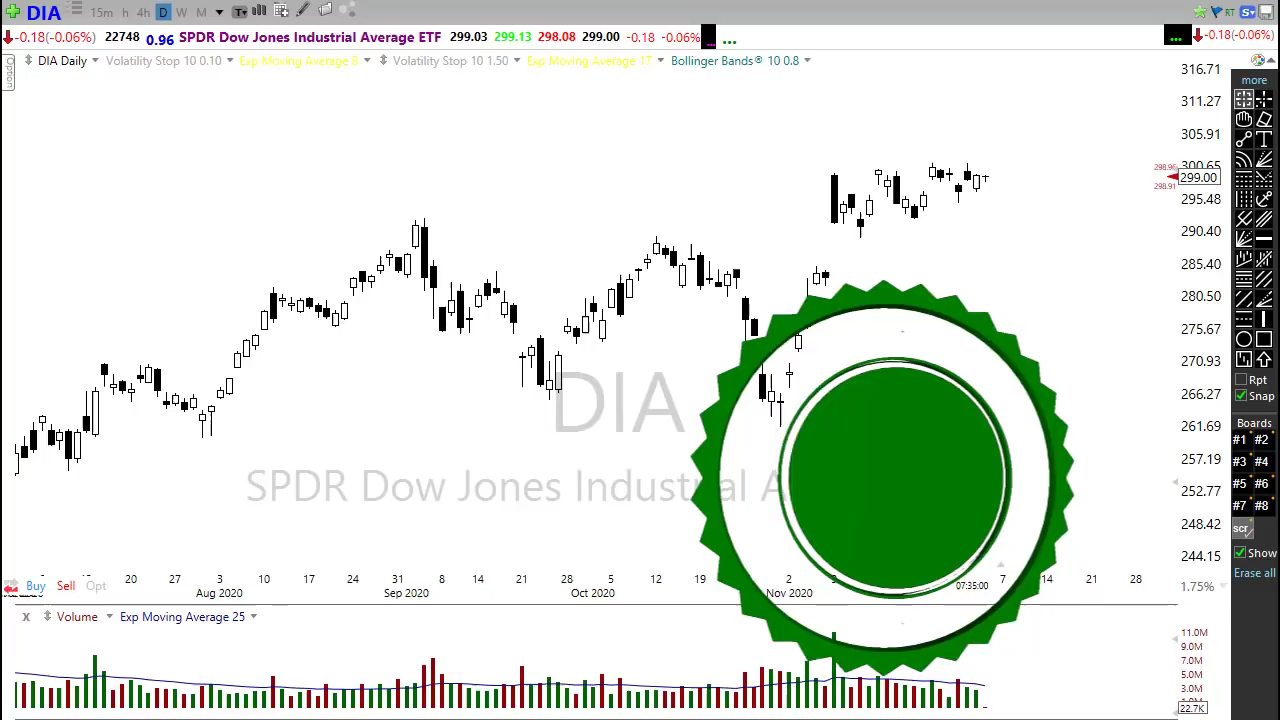 DIA 15m h 4h D W M T RT S
-0.18(-0.06%) 22748 0.96 SPDR Dow Jones Industrial Average ETF 299.03 299.13 298.08 299.00 -0.18 -0.06% ... ... ... -0.18(-0.06%)
Option DIA Daily Volatility Stop 10 0.10 Exp Moving Average 8 Volatility Stop 10 1.50 Exp Moving Average 17 Bollinger Bands® 10 0.8
316.71
more
311.27
305.91
300.65
298.96
299.00
298.91
295.48
290.40
285.40
280.50
275.67
270.93
266.27
261.69
257.19
252.77
248.42
244.15
Rpt
Snap
Boards
#1 #2
#3 #4
#5 #6
#7 #8
scr
Show
Erase all
DIA
SPDR Dow Jones Industrial A
Buy Sell Opt 20 27 3 10 17 24 31 8 14 21 28 5 12 2 9 7 14 21 28 1.75%
Aug 2020 Sep 2020 Oct 2020 Nov 2020 07:35:00
x Volume Exp Moving Average 25
11.0M
9.0M
7.0M
5.0M
3.0M
22.7K